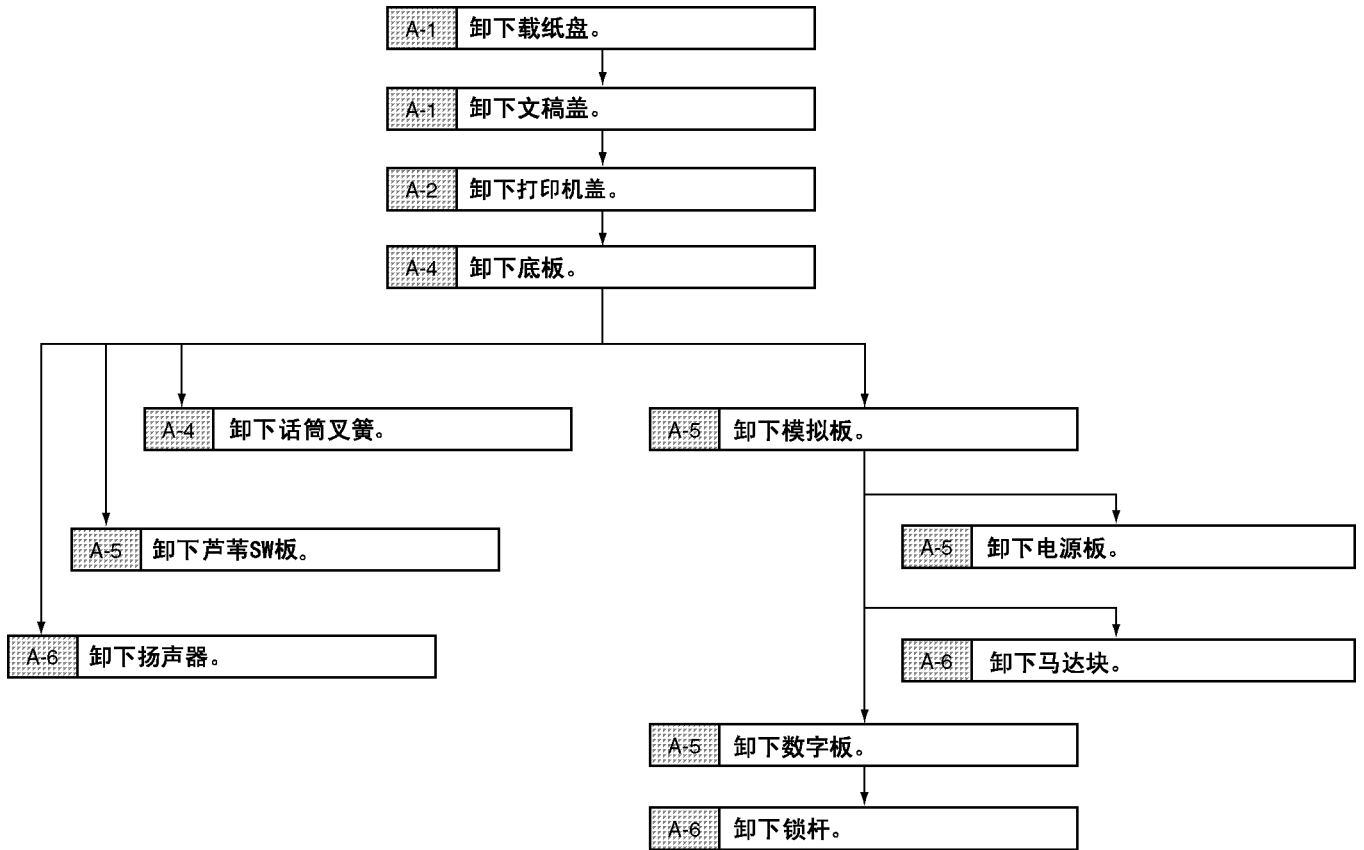 A-1 卸下载纸盘。
A-1 卸下文稿盖。
A-2 卸下打印机盖。
A-4 卸下底板。
A-4 卸下话筒叉簧。
A-5 卸下模拟板。
A-5 卸下芦苇SW板。
A-5 卸下电源板。
A-6 卸下扬声器。
A-6 卸下马达块。
A-5 卸下数字板。
A-6 卸下锁杆。